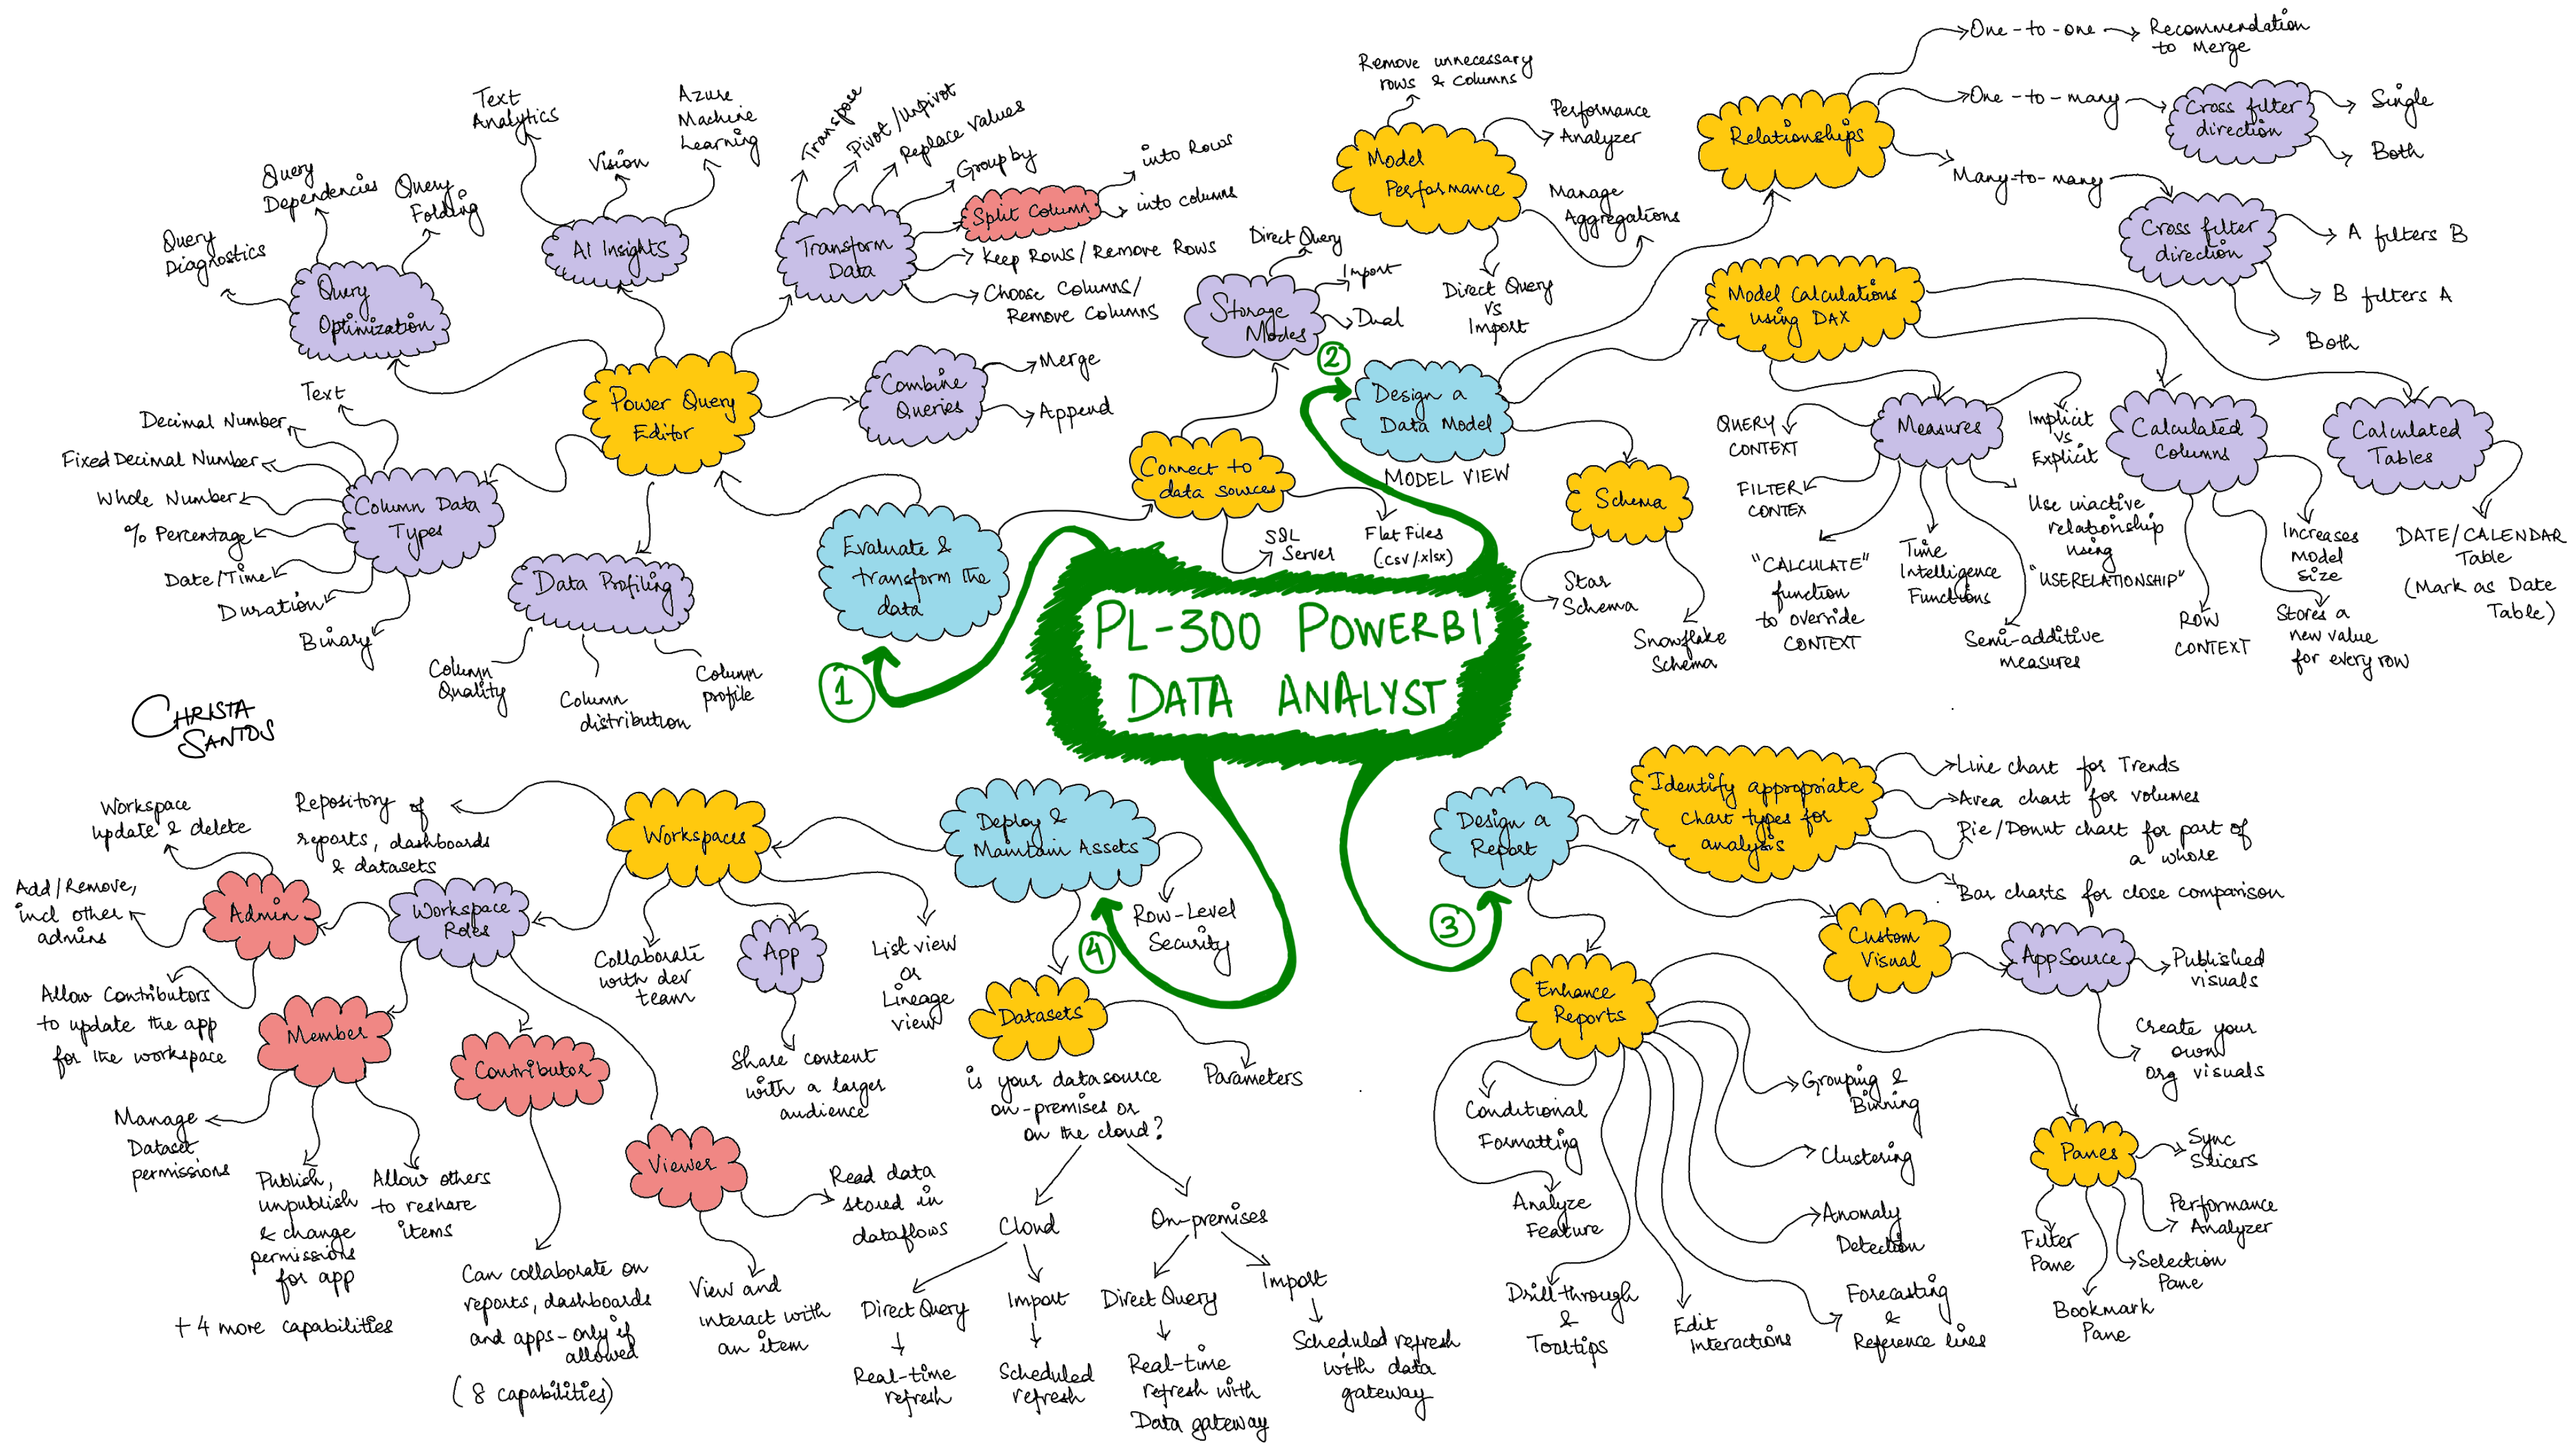 PL-300 POWERBI
DATA ANALYST
1
Evaluate &
transform the
data
Power Query
Editor
Query
Optimization
Query
Diagnostics
Query
Dependencies
Query
Folding
AI Insights
Text
Analytics
Vision
Azure
Machine
Learning
Transform
Data
Transpose
Pivot/Unpivot
Replace values
Group by
Split Column
into Rows
into columns
Keep Rows/Remove Rows
Choose Columns/
Remove Columns
Combine
Queries
Merge
Append
Column Data
Types
Text
Decimal Number
Fixed Decimal Number
Whole Number
% Percentage
Date/Time
Duration
Binary
Data Profiling
Column
Quality
Column
distribution
Column
profile
Connect to
data sources
Storage
Modes
Direct Query
Import
Dual
SQL
Server
Flat Files
(.csv/.xlsx)
2
Design a
Data Model
MODEL VIEW
Model
Performance
Remove unnecessary
rows & columns
Performance
Analyzer
Manage
Aggregations
Direct Query
vs
Import
Relationships
One-to-one
Recommendation
to Merge
One-to-many
Cross filter
direction
Single
Both
Many-to-many
Cross filter
direction
A filters B
B filters A
Both
Model Calculations
using DAX
Measures
QUERY
CONTEXT
FILTER
CONTEX
"CALCULATE"
function
to override
CONTEXT
Time
Intelligence
Functions
Semi-additive
measures
Use inactive
relationship
using
"USERELATIONSHIP"
Implicit
vs
Explicit
Calculated
Columns
ROW
CONTEXT
Increases
model
size
Stores a
new value
for every row
Calculated
Tables
DATE/CALENDAR
Table
(Mark as Date
Table)
Schema
Star
Schema
Snowflake
Schema
CHRISTA
SANTOS
3
Design a
Report
Identify appropriate
chart types for
analysis
Line chart for Trends
Area chart for volumes
Pie/Donut chart for part of
a whole
Bar charts for close comparison
Custom
Visual
AppSource
Published
visuals
Create your
own
org visuals
Enhance
Reports
Conditional
Formatting
Analyze
Feature
Drill through
&
Tooltips
Edit
Interactions
Forecasting
&
Reference lines
Anomaly
Detection
Clustering
Grouping &
Binning
Panes
Sync
Slicers
Performance
Analyzer
Selection
Pane
Bookmark
Pane
Filter
Pane
4
Deploy &
Maintain Assets
Row-Level
Security
Workspaces
Repository of
reports, dashboards
& datasets
Collaborate
with dev
team
App
Share content
with a larger
audience
List view
or
Lineage
view
Workspace
Roles
Admin
Workspace
update & delete
Add/Remove,
incl other
admins
Allow Contributors
to update the app
for the workspace
Member
Manage
Dataset
permissions
Publish,
unpublish
& change
permissions
for app
Allow others
to reshare
items
+ 4 more capabilities
Contributor
Can collaborate on
reports, dashboards
and apps - only if
allowed
(8 capabilities)
Viewer
Read data
stored in
dataflows
View and
interact with
an item
Datasets
Parameters
is your datasource
on-premises or
on the cloud?
Cloud
Direct Query
Real-time
refresh
Import
Scheduled
refresh
On-premises
Direct Query
Real-time
refresh with
Data gateway
Import
Scheduled refresh
with data
gateway